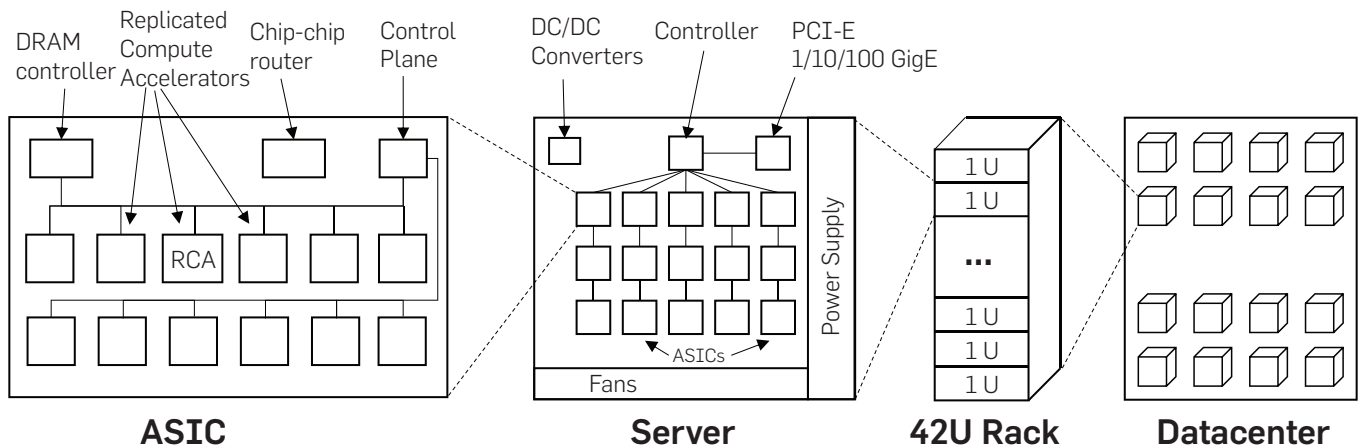 DRAM
controller
Replicated
Compute
Accelerators
Chip-chip
router
Control
Plane
RCA
ASIC
DC/DC
Converters
Controller
PCI-E
1/10/100 GigE
ASICs
Fans
Power Supply
Server
1 U
1 U
...
1 U
1 U
1 U
42U Rack
Datacenter